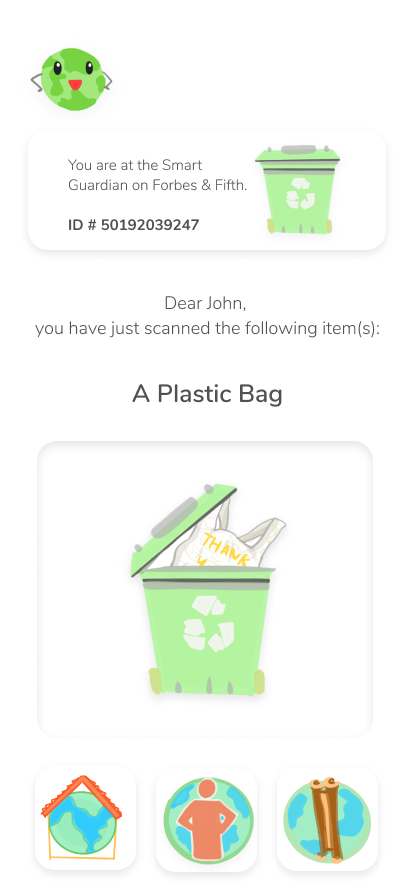 You are at the Smart
Guardian on Forbes & Fifth.
ID # 50192039247
Dear John,
you have just scanned the following item(s):
A Plastic Bag
THANK